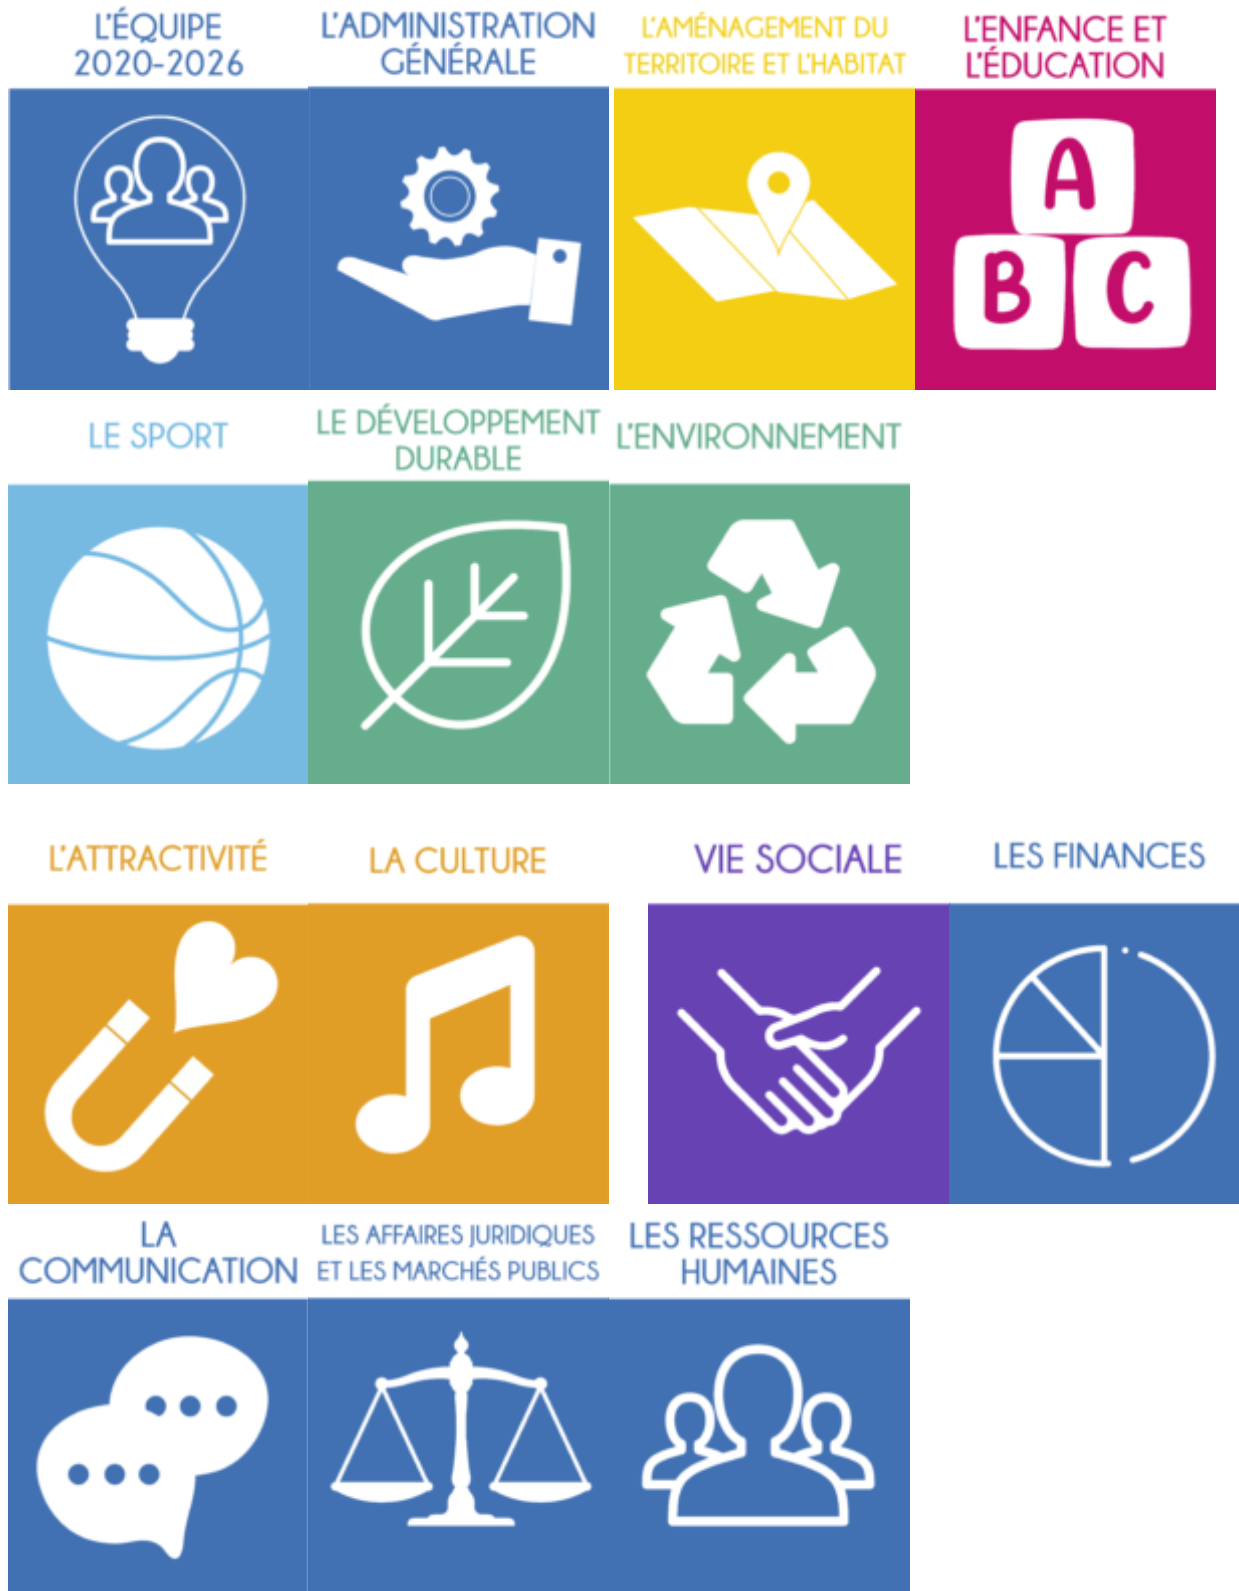 L'ÉQUIPE
2020-2026
L'ADMINISTRATION
GÉNÉRALE
L'AMÉNAGEMENT DU
TERRITOIRE ET L'HABITAT
L'ENFANCE ET
L'ÉDUCATION
A
B C
LE SPORT
LE DÉVELOPPEMENT
DURABLE
L'ENVIRONNEMENT
L'ATTRACTIVITÉ
LA CULTURE
VIE SOCIALE
LES FINANCES
LA
COMMUNICATION
LES AFFAIRES JURIDIQUES
ET LES MARCHÉS PUBLICS
LES RESSOURCES
HUMAINES